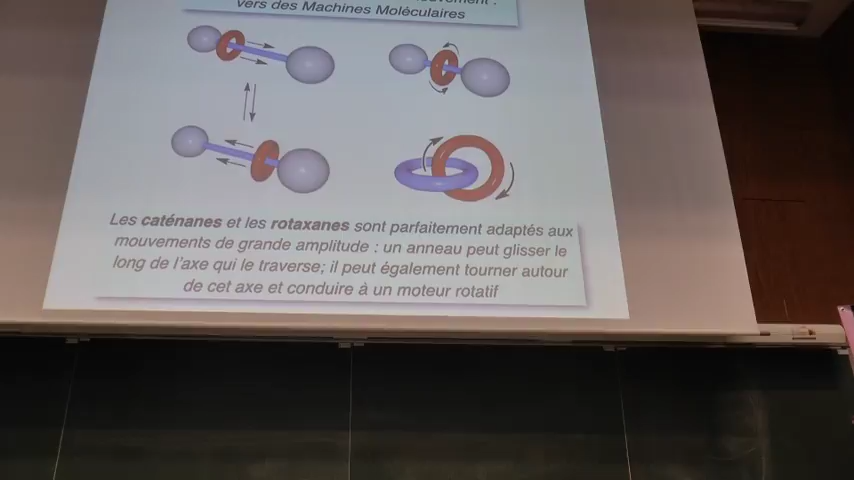 vers des Machines Moléculaires
Les caténanes et les rotaxanes sont parfaitement adaptés aux
mouvements de grande amplitude : un anneau peut glisser le
long de l'axe qui le traverse; il peut également tourner autour
de cet axe et conduire à un moteur rotatif